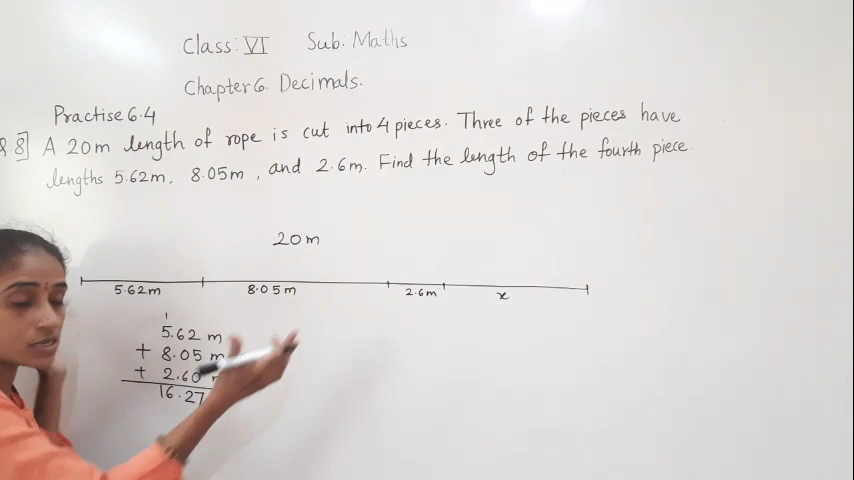 Class: VI Sub: Maths
Chapter 6. Decimals.
Practise 6.4
Q.8] A 20m length of rope is cut into 4 pieces. Three of the pieces have
lengths 5.62m, 8.05m, and 2.6m. Find the length of the fourth piece.
20m
5.62m 8.05m 2.6m x
1
5.62 m
+ 8.05 m
+ 2.60
16.27